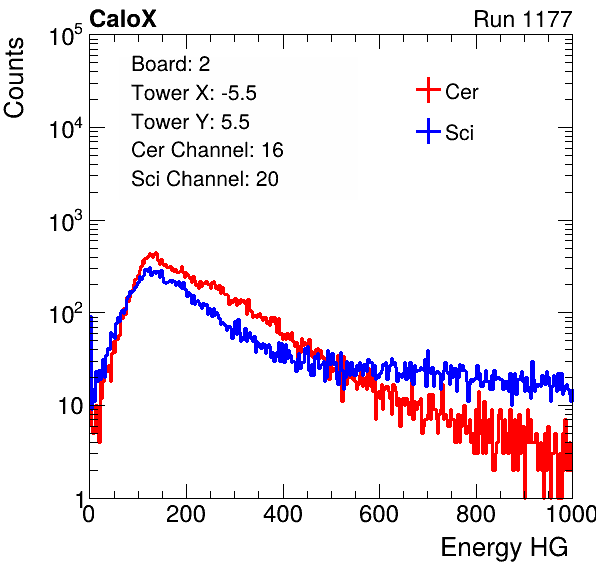 CaloX Run 1177
Counts
10^5
10^4
10^3
10^2
10
1
Board: 2
Tower X: -5.5
Tower Y: 5.5
Cer Channel: 16
Sci Channel: 20
Cer
Sci
0 200 400 600 800 1000
Energy HG